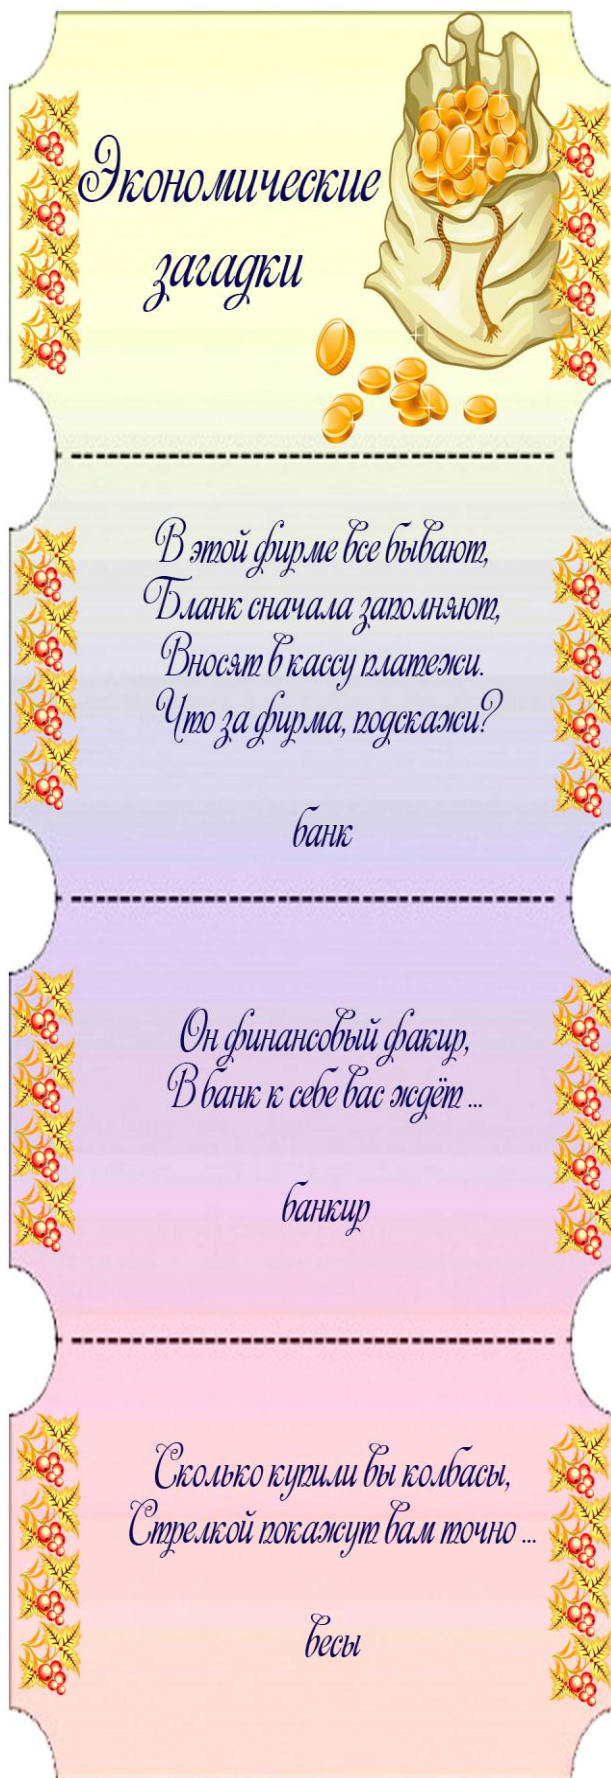 Экономические
загадки
В этой фирме все бывают,
Бланк сначала заполняют,
Вносят в кассу платежи.
Что за фирма, подскажи?
банк
Он финансовый факир,
В банк к себе вас ждёт ...
банкир
Сколько купили вы колбасы,
Стрелкой покажут вам точно ...
весы